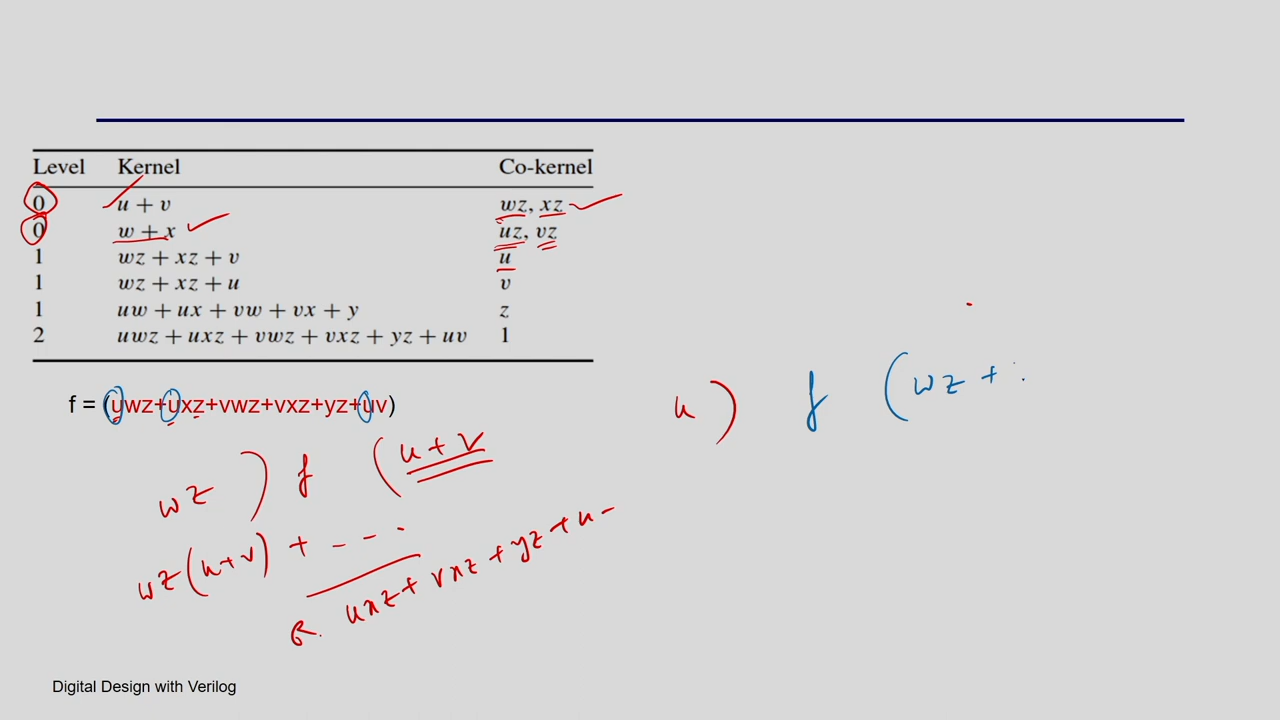 Level Kernel Co-kernel
0 u + v wz, xz
0 w + x uz, vz
1 wz + xz + v u
1 wz + xz + u v
1 uw + ux + vw + vx + y z
2 uwz + uxz + vwz + vxz + yz + uv 1
f = (uwz+uxz+vwz+vxz+yz+uv)
u ) f ( wz +
wz ) f ( u + v
wz ( u + v ) + - - -
R. uxz + vxz + yz + u
Digital Design with Verilog